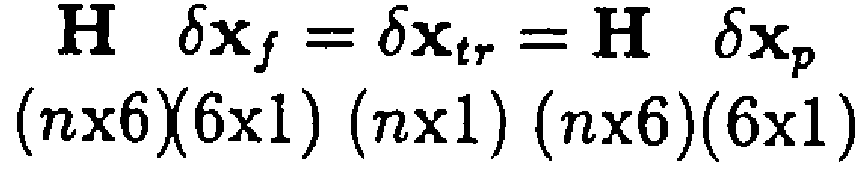 H δx_f = δx_tr = H δx_p
(nx6)(6x1) (nx1) (nx6)(6x1)